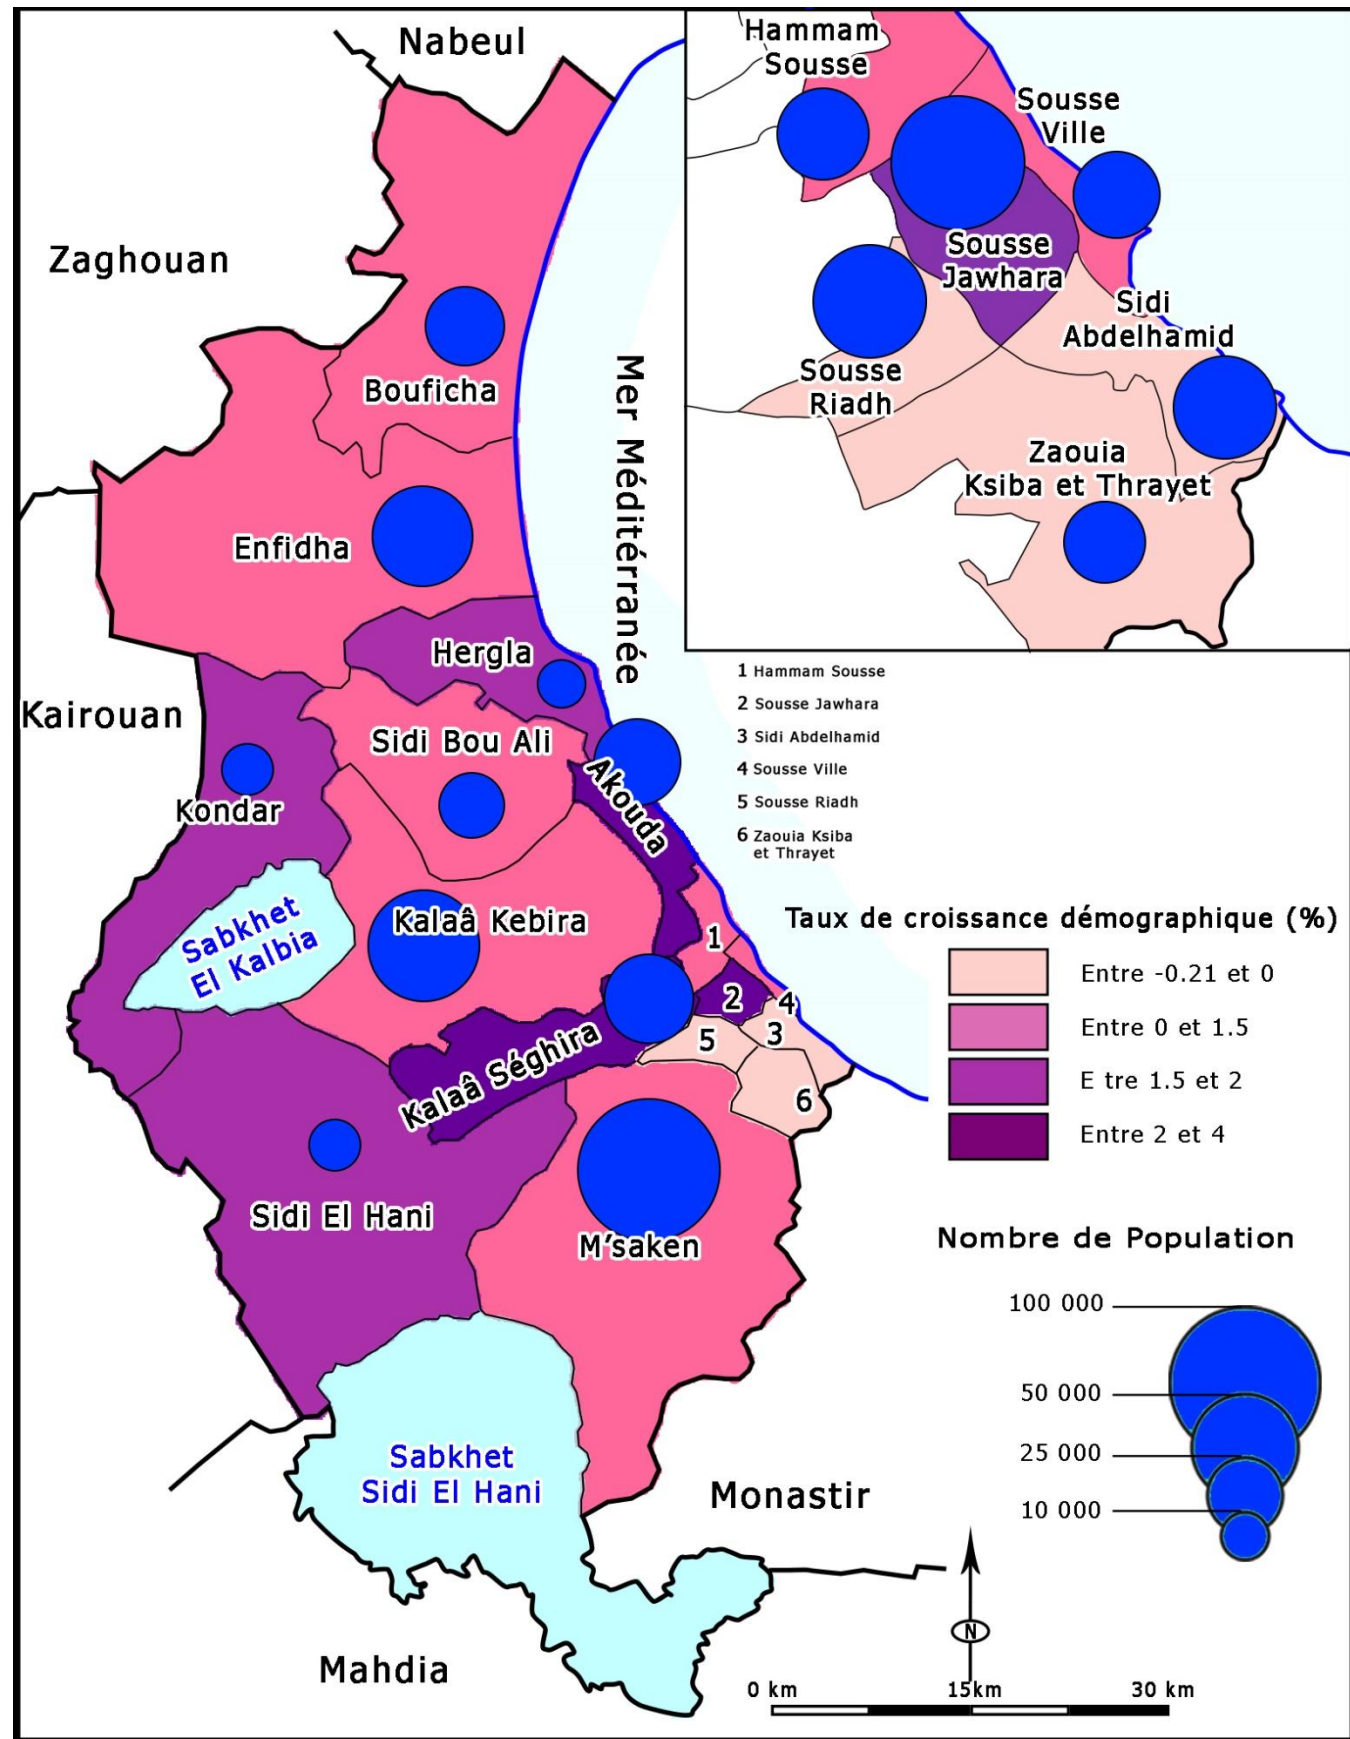 Nabeul
Zaghouan
Kairouan
Bouficha
Enfidha
Hergla
Sidi Bou Ali
Kondar
Akouda
Kalaâ Kebira
Sabkhet
El Kalbia
Kalaâ Séghira
Sidi El Hani
M'saken
Sabkhet
Sidi El Hani
Monastir
Mahdia
Mer Méditérranée
1
2
3
4
5
6
Hammam
Sousse
Sousse
Ville
Sousse
Jawhara
Sidi
Abdelhamid
Sousse
Riadh
Zaouia
Ksiba et Thrayet
1 Hammam Sousse
2 Sousse Jawhara
3 Sidi Abdelhamid
4 Sousse Ville
5 Sousse Riadh
6 Zaouia Ksiba
et Thrayet
Taux de croissance démographique (%)
Entre -0.21 et 0
Entre 0 et 1.5
E tre 1.5 et 2
Entre 2 et 4
Nombre de Population
100 000
50 000
25 000
10 000
N
0 km 15km 30 km